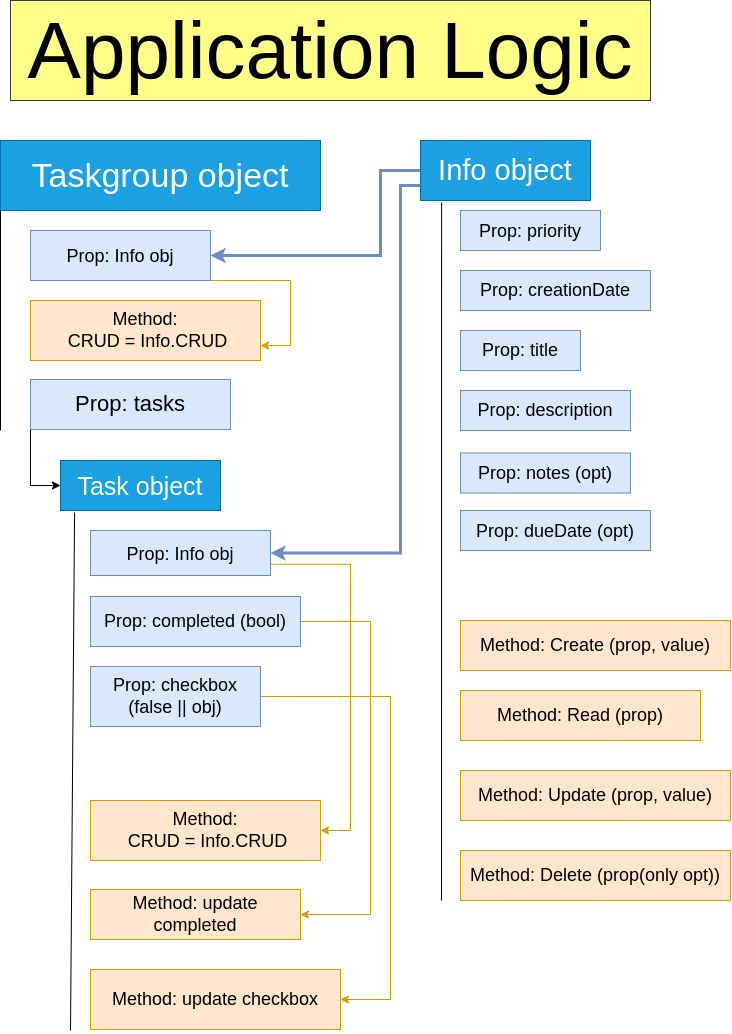 Application Logic
Taskgroup object
Prop: Info obj
Method:
CRUD = Info.CRUD
Prop: tasks
Task object
Prop: Info obj
Prop: completed (bool)
Prop: checkbox
(false || obj)
Method:
CRUD = Info.CRUD
Method: update
completed
Method: update checkbox
Info object
Prop: priority
Prop: creationDate
Prop: title
Prop: description
Prop: notes (opt)
Prop: dueDate (opt)
Method: Create (prop, value)
Method: Read (prop)
Method: Update (prop, value)
Method: Delete (prop(only opt))